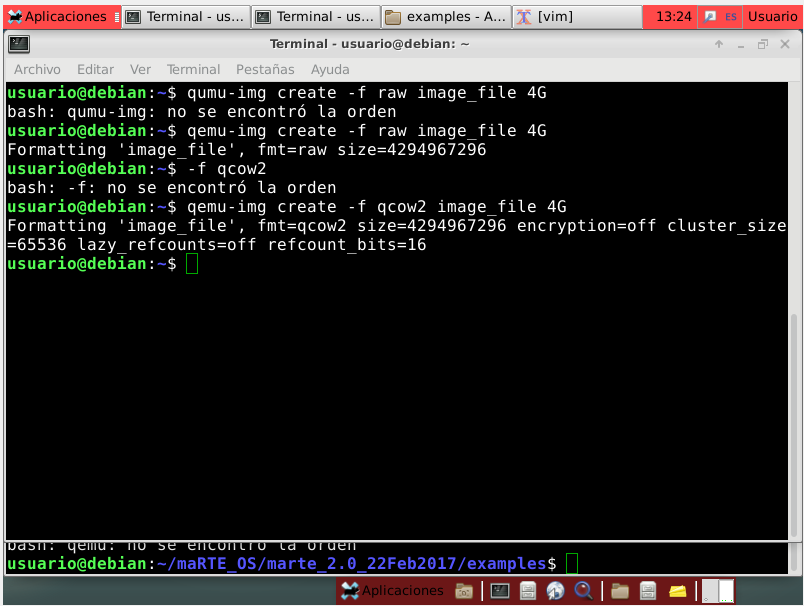 Aplicaciones Terminal - us... Terminal - us... examples - A... [vim] 13:24 ES Usuario
Terminal - usuario@debian: ~
Archivo Editar Ver Terminal Pestañas Ayuda
usuario@debian:~$ qumu-img create -f raw image_file 4G
bash: qumu-img: no se encontró la orden
usuario@debian:~$ qemu-img create -f raw image_file 4G
Formatting 'image_file', fmt=raw size=4294967296
usuario@debian:~$ -f qcow2
bash: -f: no se encontró la orden
usuario@debian:~$ qemu-img create -f qcow2 image_file 4G
Formatting 'image_file', fmt=qcow2 size=4294967296 encryption=off cluster_size
=65536 lazy_refcounts=off refcount_bits=16
usuario@debian:~$
bash: qemu: no se encontró la orden
usuario@debian:~/maRTE_OS/marte_2.0_22Feb2017/examples$
Aplicaciones